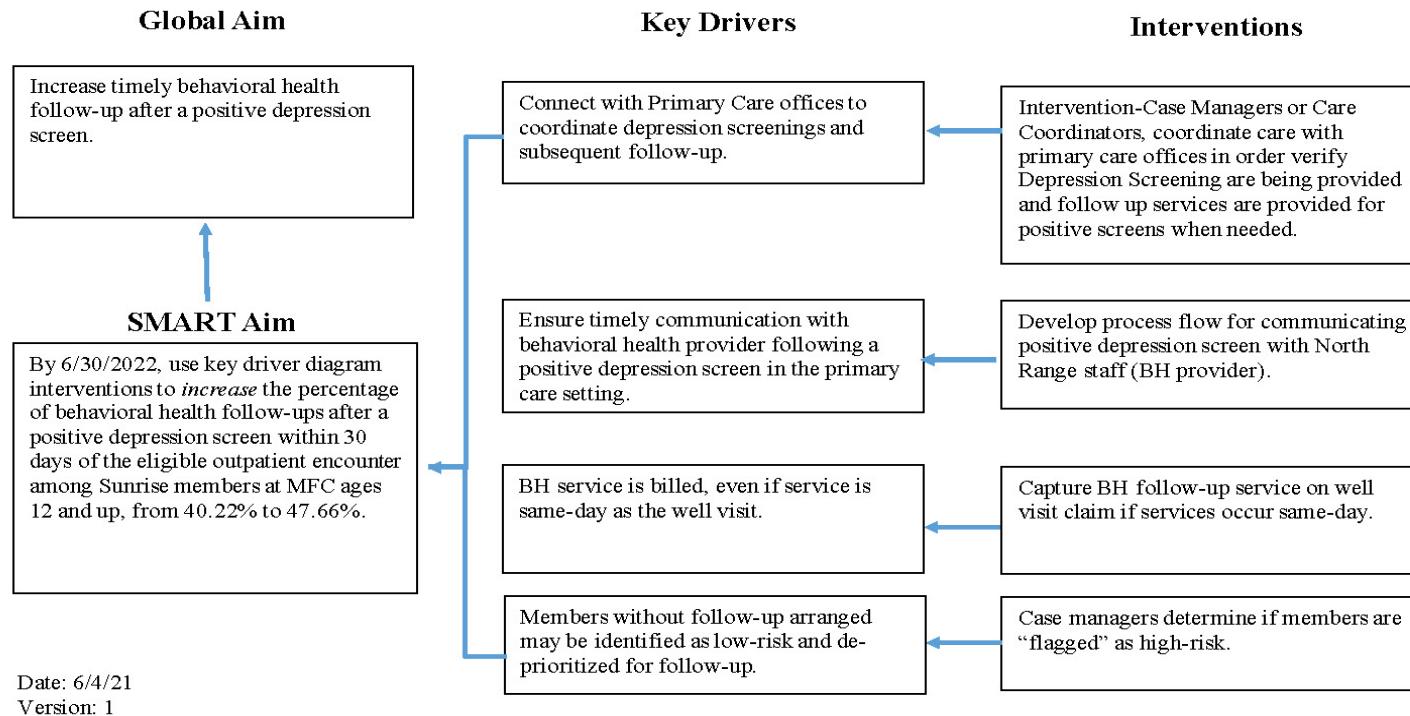 Global Aim
Increase timely behavioral health
follow-up after a positive depression
screen.
SMART Aim
By 6/30/2022, use key driver diagram
interventions to increase the percentage
of behavioral health follow-ups after a
positive depression screen within 30
days of the eligible outpatient encounter
among Sunrise members at MFC ages
12 and up, from 40.22% to 47.66%.
Date: 6/4/21
Version: 1
Key Drivers
Connect with Primary Care offices to
coordinate depression screenings and
subsequent follow-up.
Ensure timely communication with
behavioral health provider following a
positive depression screen in the primary
care setting.
BH service is billed, even if service is
same-day as the well visit.
Members without follow-up arranged
may be identified as low-risk and de-
prioritized for follow-up.
Interventions
Intervention-Case Managers or Care
Coordinators, coordinate care with
primary care offices in order verify
Depression Screening are being provided
and follow up services are provided for
positive screens when needed.
Develop process flow for communicating
positive depression screen with North
Range staff (BH provider).
Capture BH follow-up service on well
visit claim if services occur same-day.
Case managers determine if members are
“flagged” as high-risk.